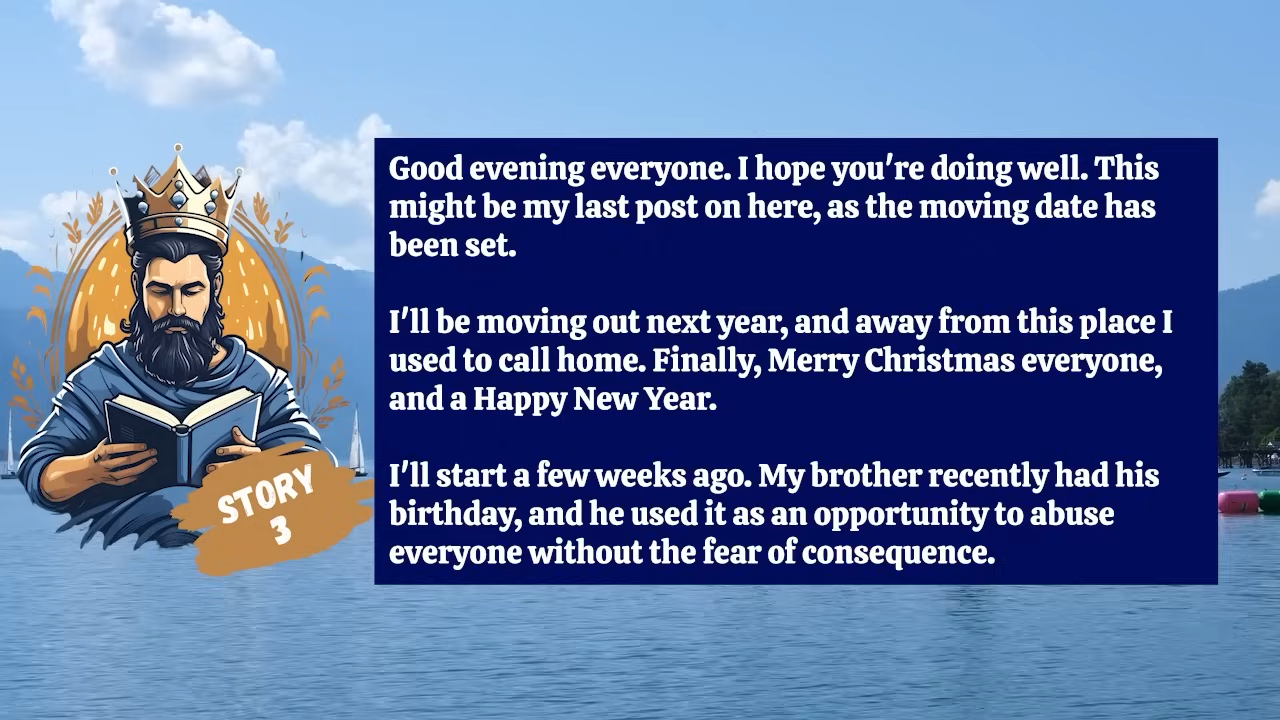 Good evening everyone. I hope you're doing well. This
might be my last post on here, as the moving date has
been set.
I'll be moving out next year, and away from this place I
used to call home. Finally, Merry Christmas everyone,
and a Happy New Year.
I'll start a few weeks ago. My brother recently had his
birthday, and he used it as an opportunity to abuse
everyone without the fear of consequence.
STORY
3